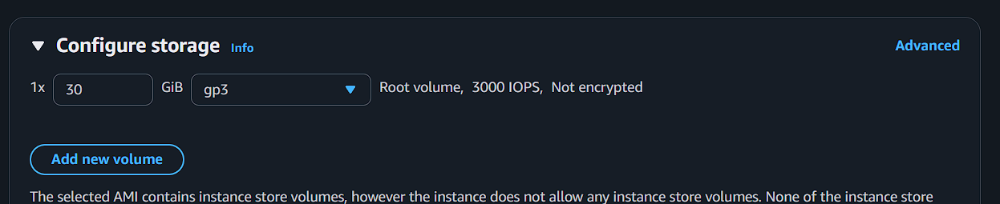 Configure storage Info Advanced
1x 30 GiB gp3 Root volume, 3000 IOPS, Not encrypted
Add new volume
The selected AMI contains instance store volumes, however the instance does not allow any instance store volumes. None of the instance store